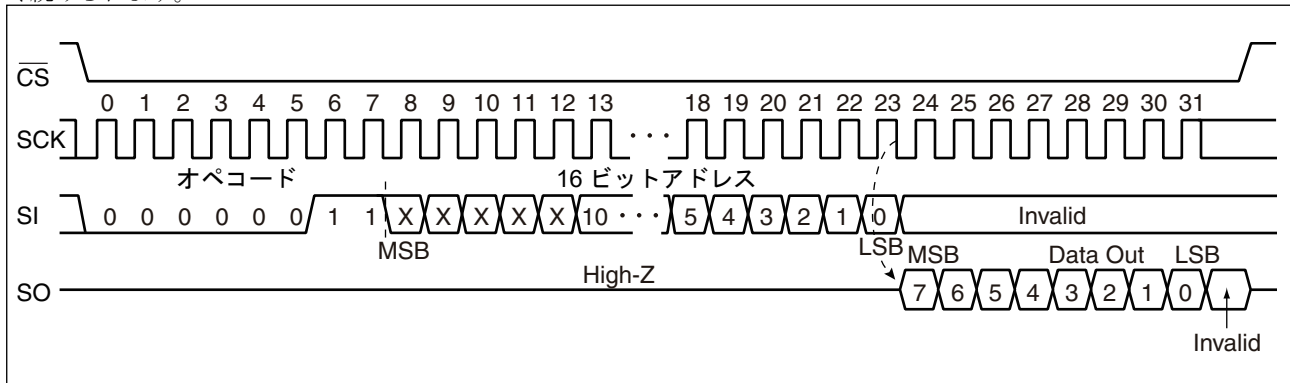 CS
0 1 2 3 4 5 6 7 8 9 10 11 12 13 18 19 20 21 22 23 24 25 26 27 28 29 30 31
SCK
オペコード 16 ビットアドレス
SI 0 0 0 0 0 0 1 1 X X X X X 10 5 4 3 2 1 0 Invalid
MSB LSB MSB Data Out LSB
High-Z
SO 7 6 5 4 3 2 1 0
Invalid